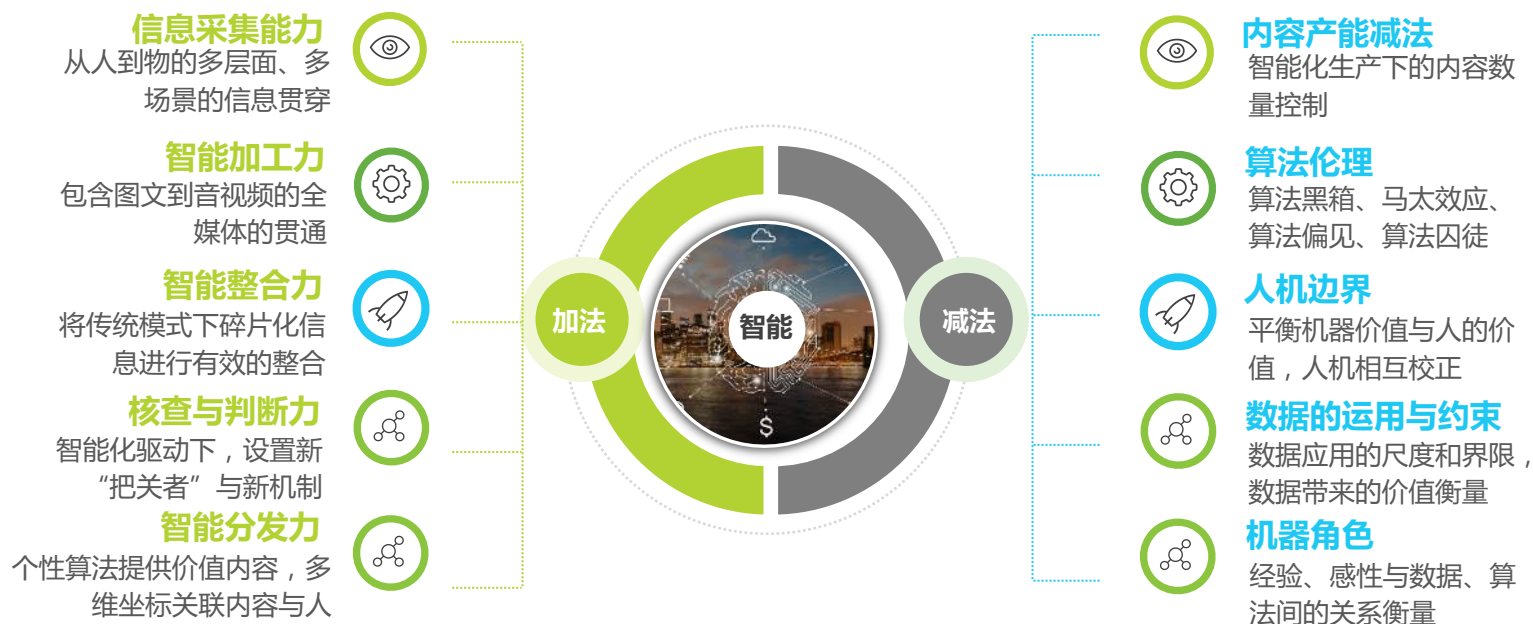 信息采集能力
从人到物的多层面、多
场景的信息贯穿
智能加工力
包含图文到音视频的全
媒体的贯通
智能整合力
将传统模式下碎片化信
息进行有效的整合
核查与判断力
智能化驱动下，设置新
“把关者”与新机制
智能分发力
个性算法提供价值内容，多
维坐标关联内容与人
加法
智能
$
减法
内容产能减法
智能化生产下的内容数
量控制
算法伦理
算法黑箱、马太效应、
算法偏见、算法囚徒
人机边界
平衡机器价值与人的价
值，人机相互校正
数据的运用与约束
数据应用的尺度和界限，
数据带来的价值衡量
机器角色
经验、感性与数据、算
法间的关系衡量